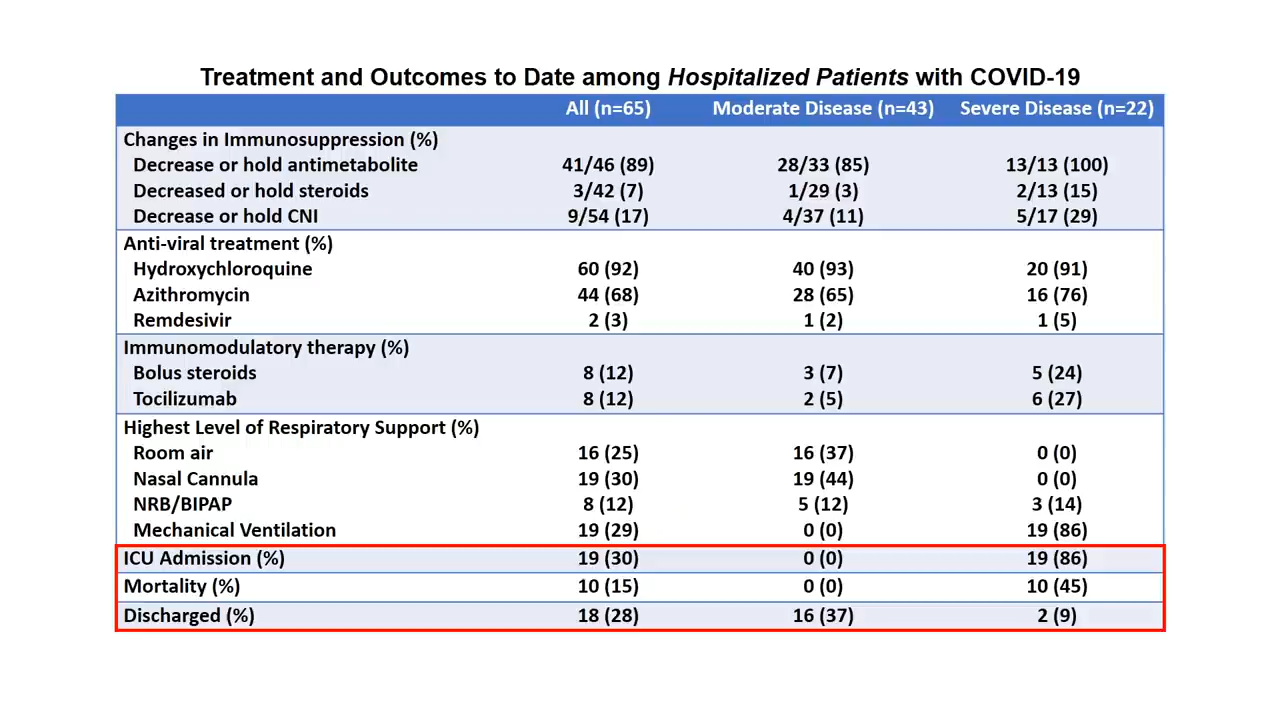 Treatment and Outcomes to Date among Hospitalized Patients with COVID-19
All (n=65) Moderate Disease (n=43) Severe Disease (n=22)
Changes in Immunosuppression (%)
Decrease or hold antimetabolite 41/46 (89) 28/33 (85) 13/13 (100)
Decreased or hold steroids 3/42 (7) 1/29 (3) 2/13 (15)
Decrease or hold CNI 9/54 (17) 4/37 (11) 5/17 (29)
Anti-viral treatment (%)
Hydroxychloroquine 60 (92) 40 (93) 20 (91)
Azithromycin 44 (68) 28 (65) 16 (76)
Remdesivir 2 (3) 1 (2) 1 (5)
Immunomodulatory therapy (%)
Bolus steroids 8 (12) 3 (7) 5 (24)
Tocilizumab 8 (12) 2 (5) 6 (27)
Highest Level of Respiratory Support (%)
Room air 16 (25) 16 (37) 0 (0)
Nasal Cannula 19 (30) 19 (44) 0 (0)
NRB/BIPAP 8 (12) 5 (12) 3 (14)
Mechanical Ventilation 19 (29) 0 (0) 19 (86)
ICU Admission (%) 19 (30) 0 (0) 19 (86)
Mortality (%) 10 (15) 0 (0) 10 (45)
Discharged (%) 18 (28) 16 (37) 2 (9)